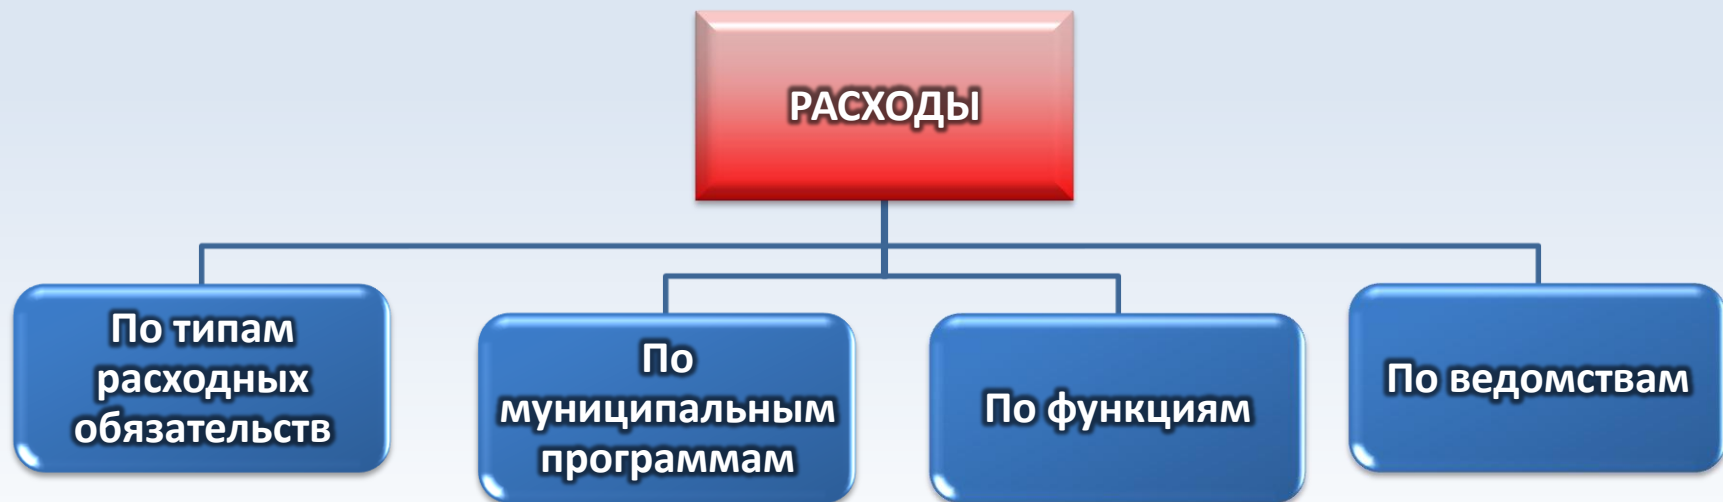 РАСХОДЫ
По типам
расходных
обязательств
По
муниципальным
программам
По функциям
По ведомствам